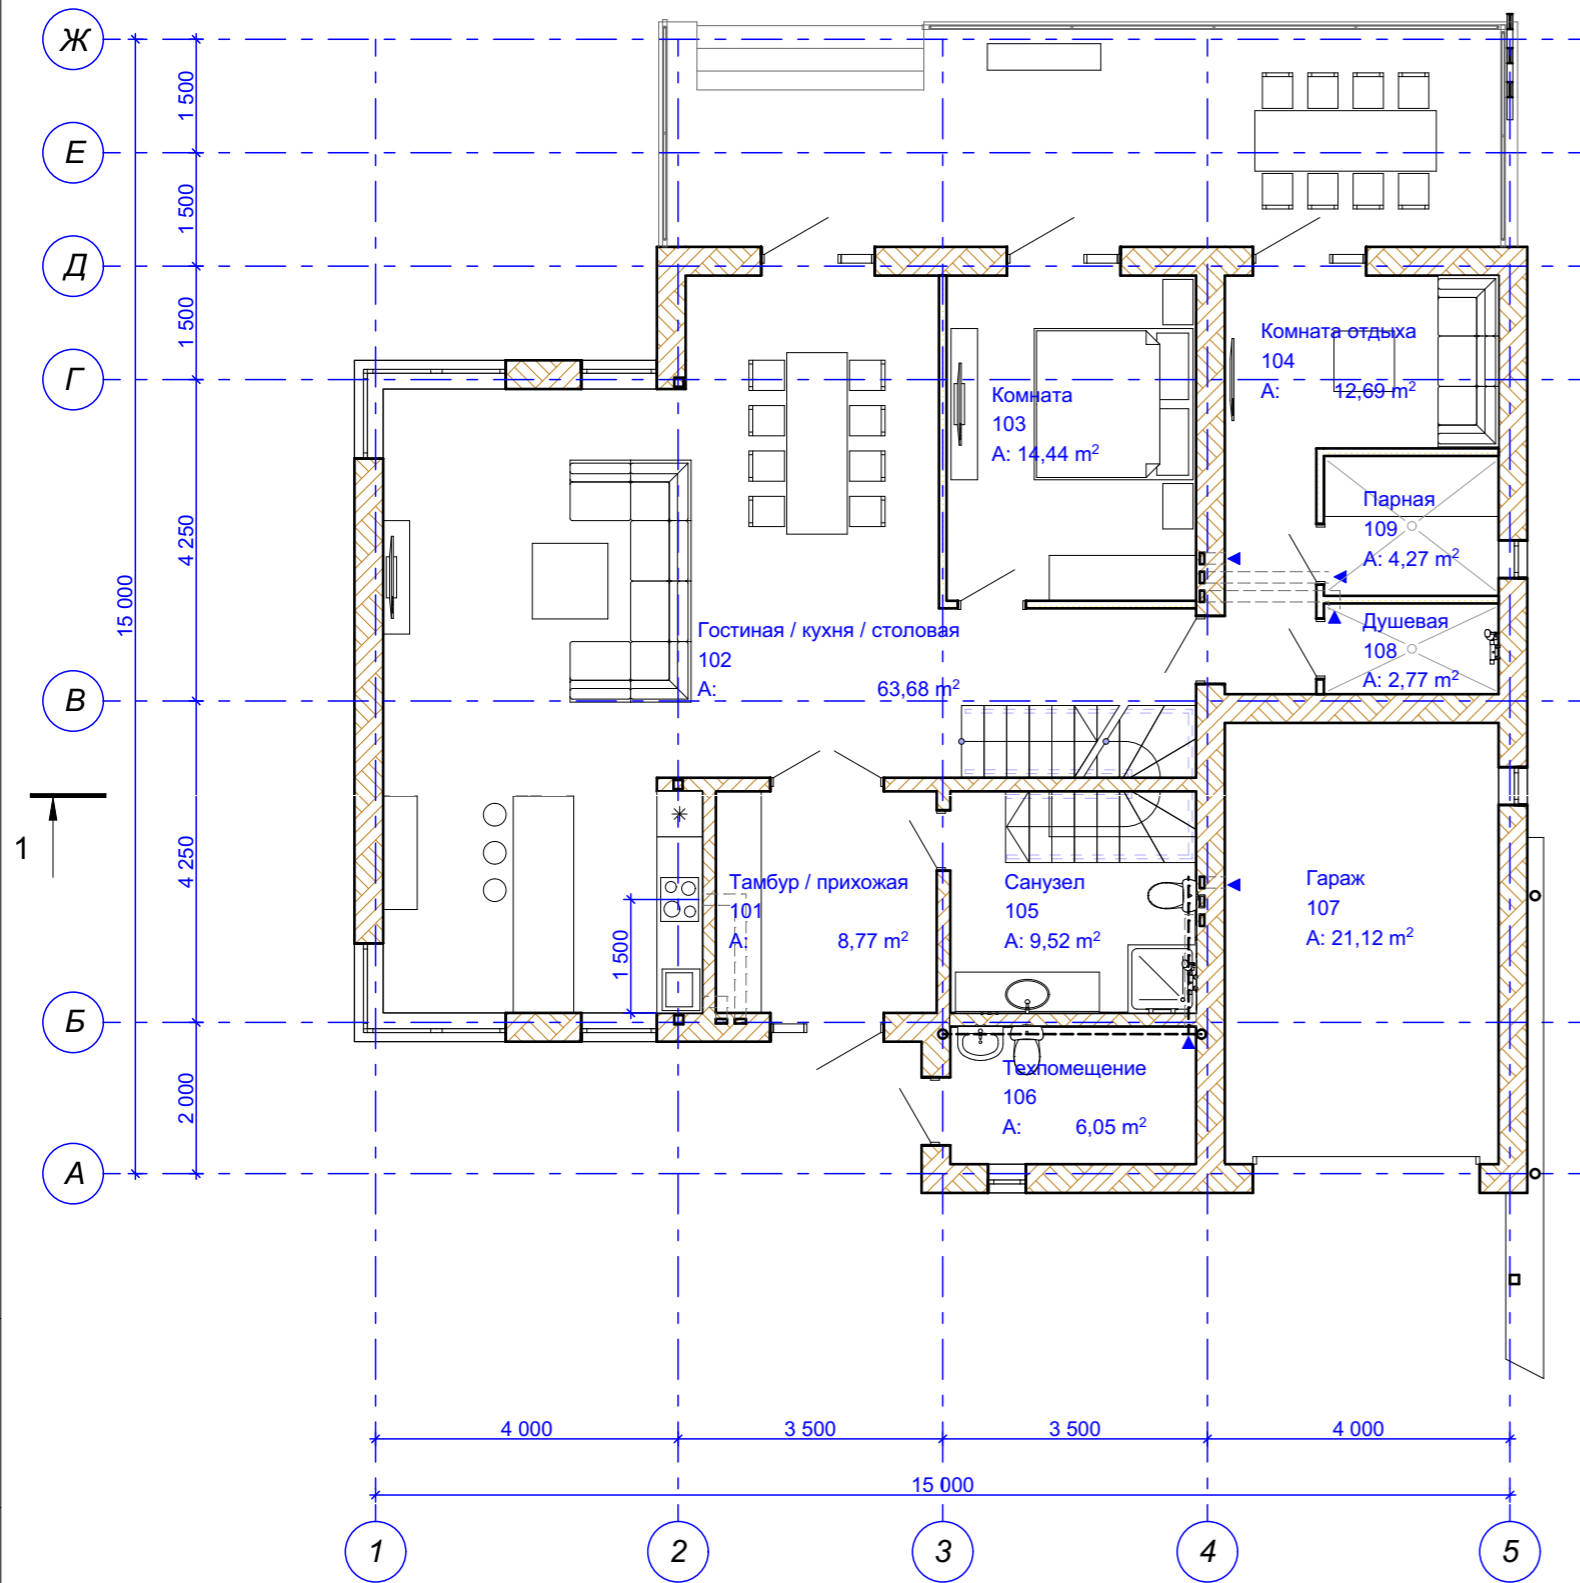 Ж
Е
Д
Г
В
Б
А
1 500
1 500
1 500
4 250
4 250
2 000
15 000
1
Комната отдыха
104
A: 12,69 m²
Комната
103
A: 14,44 m²
Парная
109
A: 4,27 m²
Душевая
108
A: 2,77 m²
Гостиная / кухня / столовая
102
A: 63,68 m²
Тамбур / прихожая
101
A: 8,77 m²
1 500
Санузел
105
A: 9,52 m²
Гараж
107
A: 21,12 m²
Техпомещение
106
A: 6,05 m²
4 000
3 500
3 500
4 000
15 000
1
2
3
4
5